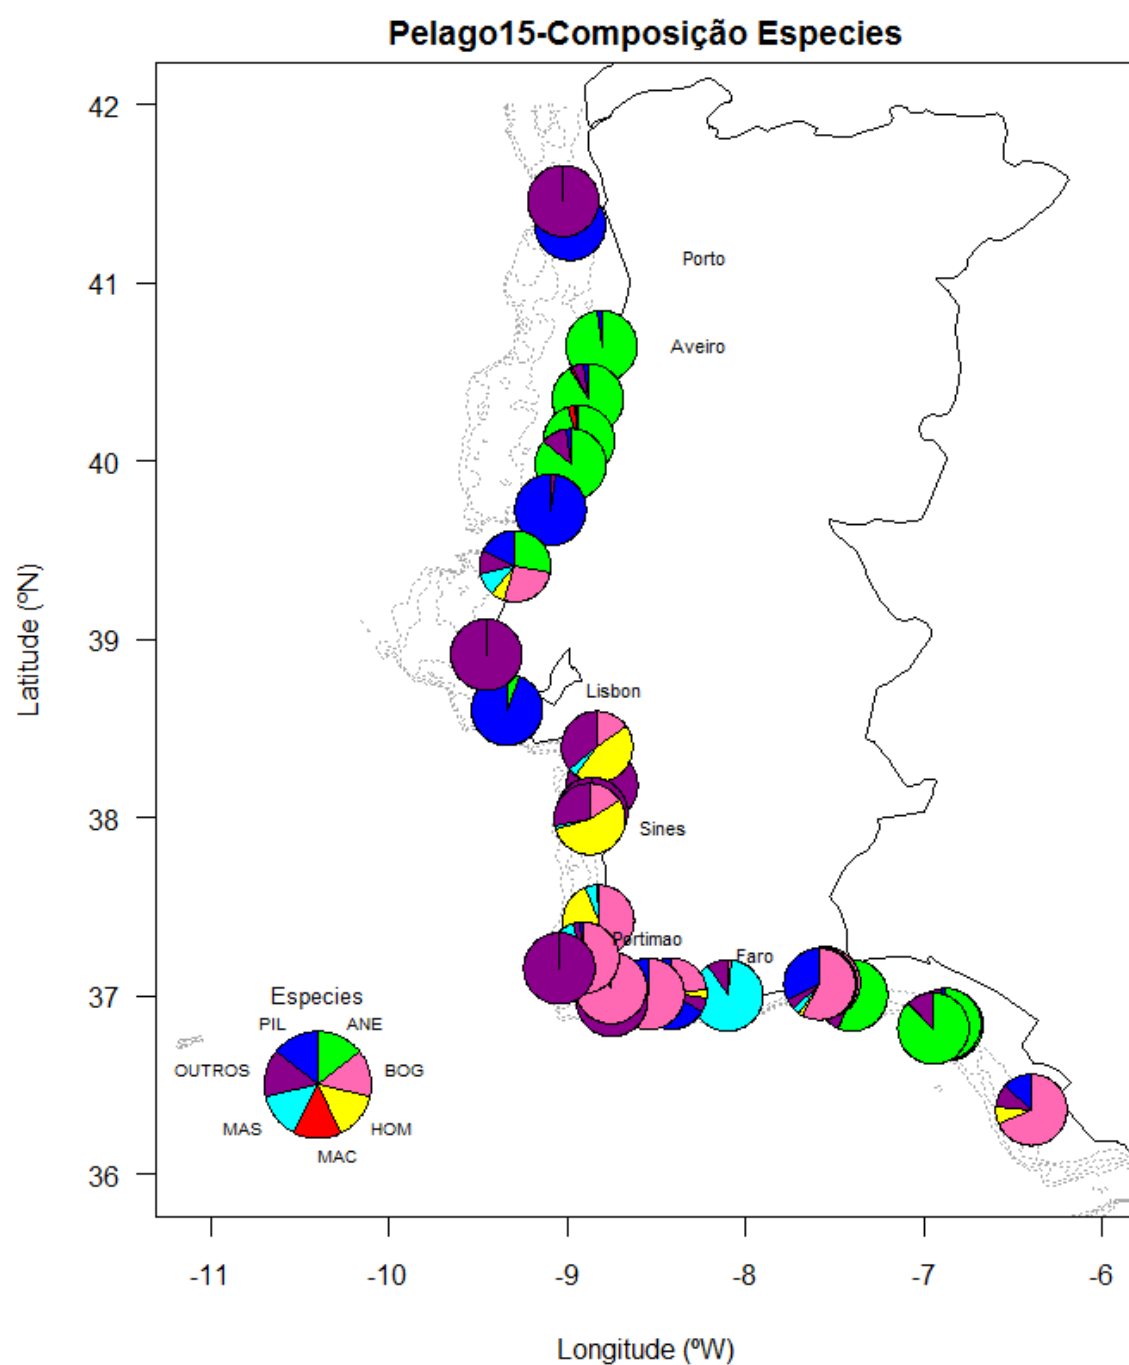 Pelago15-Composição Especies
42
41
40
39
38
37
36
Latitude (ºN)
Porto
Aveiro
Lisbon
Sines
Portimao
Faro
Especies
PIL
ANE
OUTROS
BOG
MAS
HOM
MAC
-11
-10
-9
-8
-7
-6
Longitude (ºW)